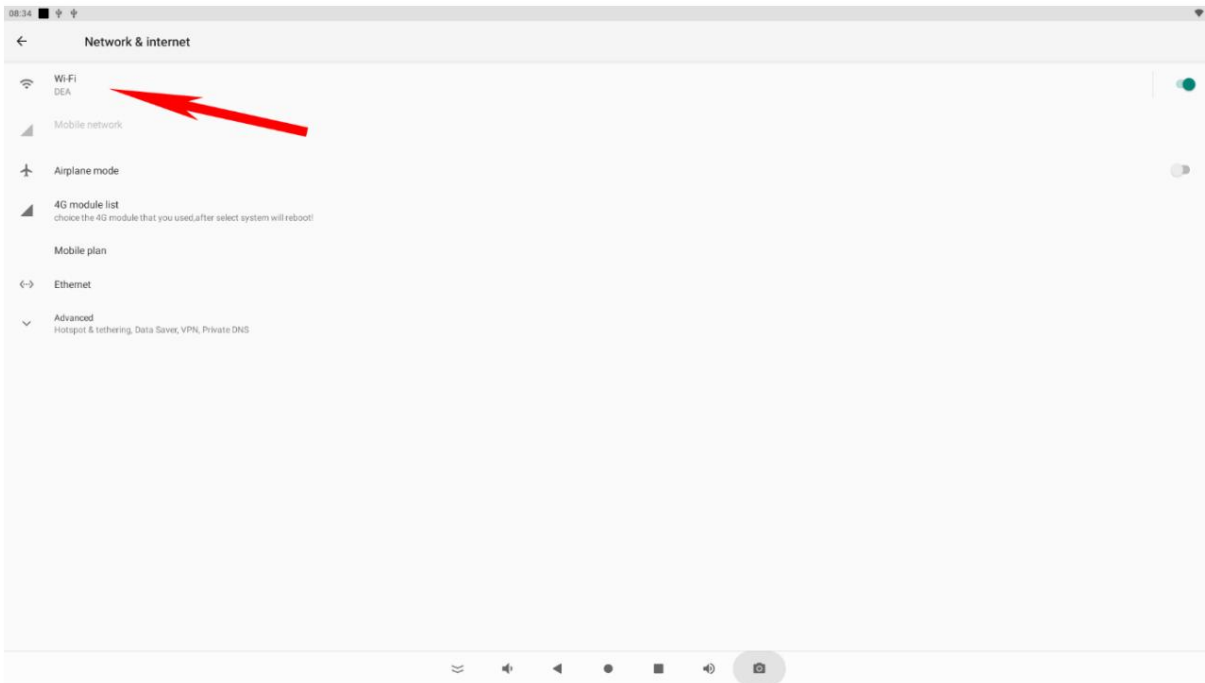 08:34
Network & internet
Wi-Fi
DEA
Mobile network
Airplane mode
4G module list
choice the 4G module that you used,after select system will reboot!
Mobile plan
Ethernet
Advanced
Hotspot & tethering, Data Saver, VPN, Private DNS